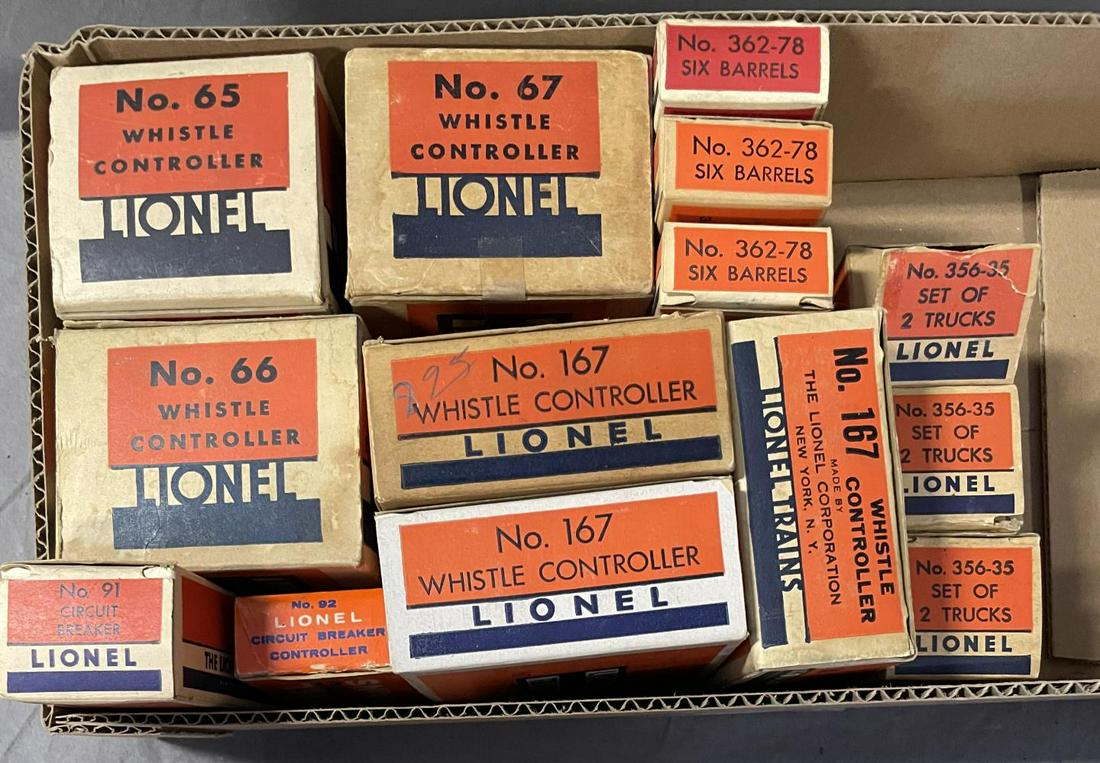 No. 65
WHISTLE
CONTROLLER
LIONEL
No. 67
WHISTLE
CONTROLLER
LIONEL
No. 362-78
SIX BARRELS
No. 362-78
SIX BARRELS
No. 362-78
SIX BARRELS
No. 66
WHISTLE
CONTROLLER
LIONEL
225
No. 167
WHISTLE CONTROLLER
LIONEL
No. 167
WHISTLE CONTROLLER
LIONEL
No. 167 WHISTLE
CONTROLLER
MADE BY
THE LIONEL CORPORATION
NEW YORK, N. Y.
LIONEL TRAINS
No. 356-35
SET OF
2 TRUCKS
LIONEL
No. 356-35
SET OF
2 TRUCKS
LIONEL
No. 356-35
SET OF
2 TRUCKS
LIONEL
No. 91
CIRCUIT
BREAKER
LIONEL
No. 92
LIONEL
CIRCUIT BREAKER
CONTROLLER